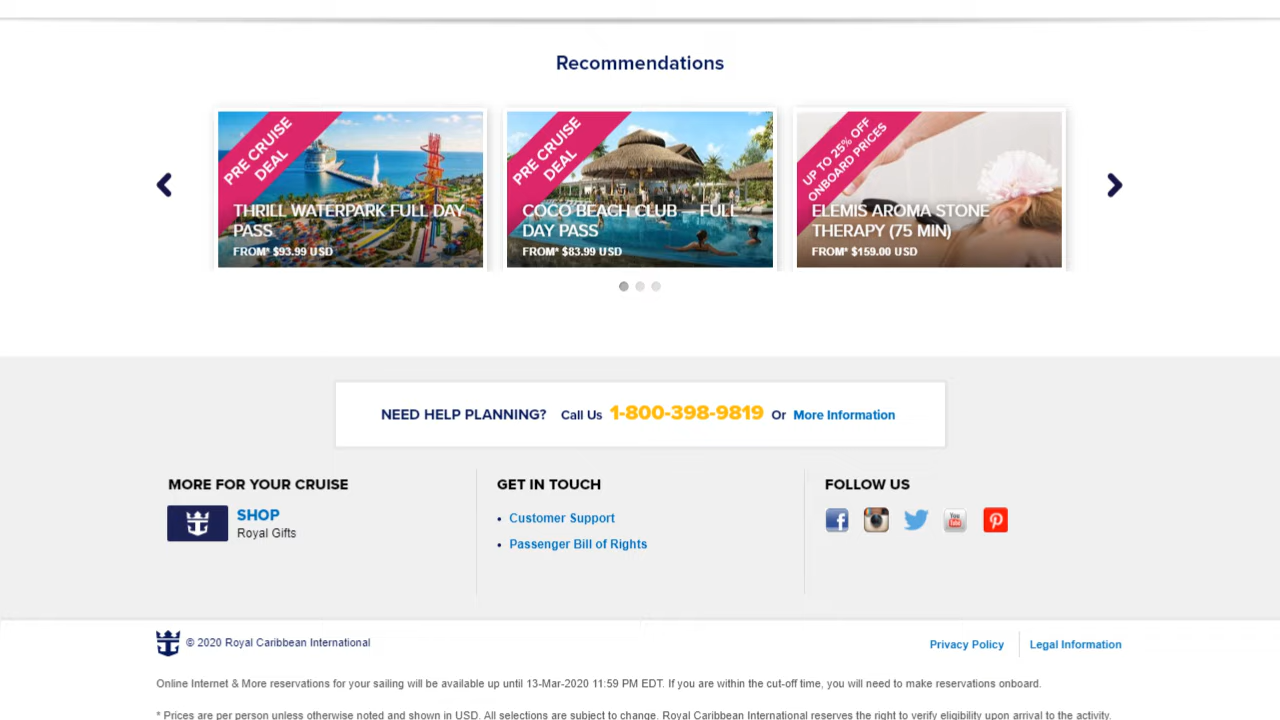 Recommendations
PRE CRUISE
DEAL
THRILL WATERPARK FULL DAY
PASS
FROM* $93.99 USD
PRE CRUISE
DEAL
COCO BEACH CLUB — FULL
DAY PASS
FROM* $83.99 USD
UP TO 25% OFF
ONBOARD PRICES
ELEMIS AROMA STONE
THERAPY (75 MIN)
FROM* $159.00 USD
NEED HELP PLANNING? Call Us 1-800-398-9819 Or More Information
MORE FOR YOUR CRUISE
SHOP
Royal Gifts
GET IN TOUCH
• Customer Support
• Passenger Bill of Rights
FOLLOW US
You
Tube
© 2020 Royal Caribbean International
Privacy Policy
Legal Information
Online Internet & More reservations for your sailing will be available up until 13-Mar-2020 11:59 PM EDT. If you are within the cut-off time, you will need to make reservations onboard.
* Prices are per person unless otherwise noted and shown in USD. All selections are subject to change. Royal Caribbean International reserves the right to verify eligibility upon arrival to the activity.